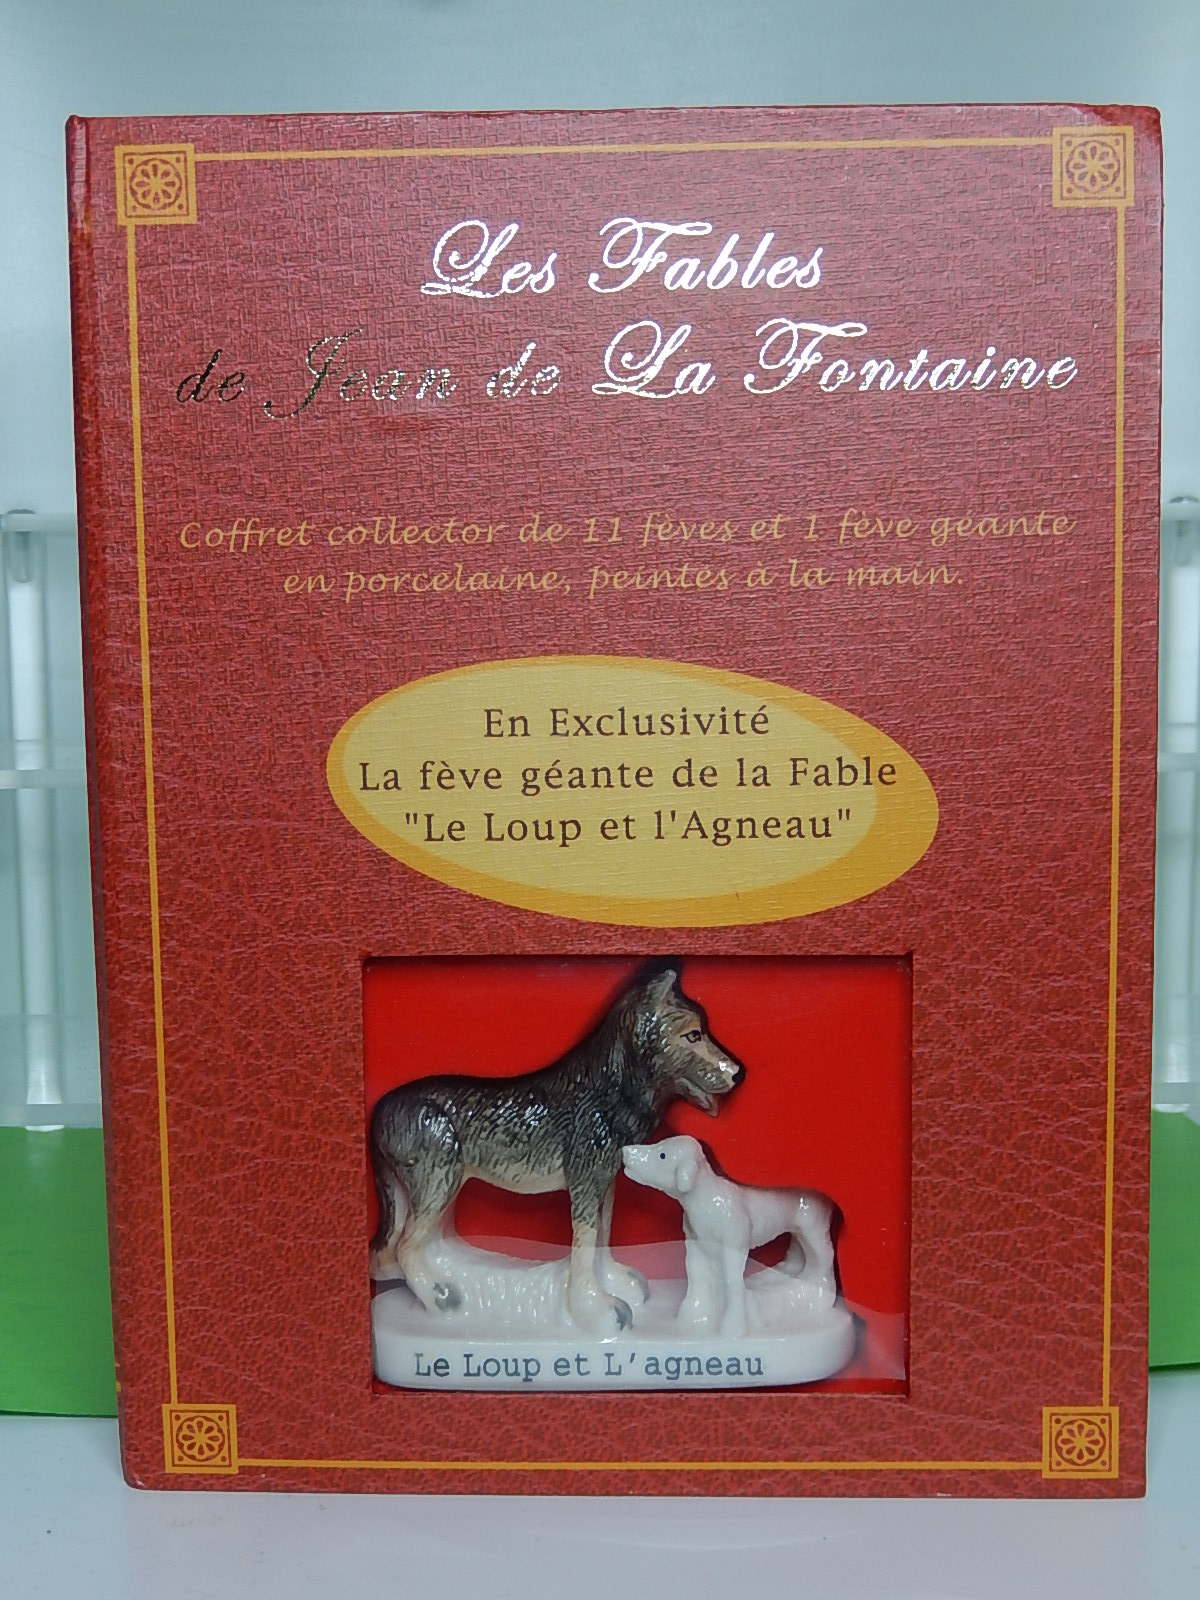 Les Fables
de Jean de La Fontaine
Coffret collector de 11 fèves et 1 fève géante
en porcelaine, peintes à la main.
En Exclusivité
La fève géante de la Fable
"Le Loup et l'Agneau"
Le Loup et L'agneau